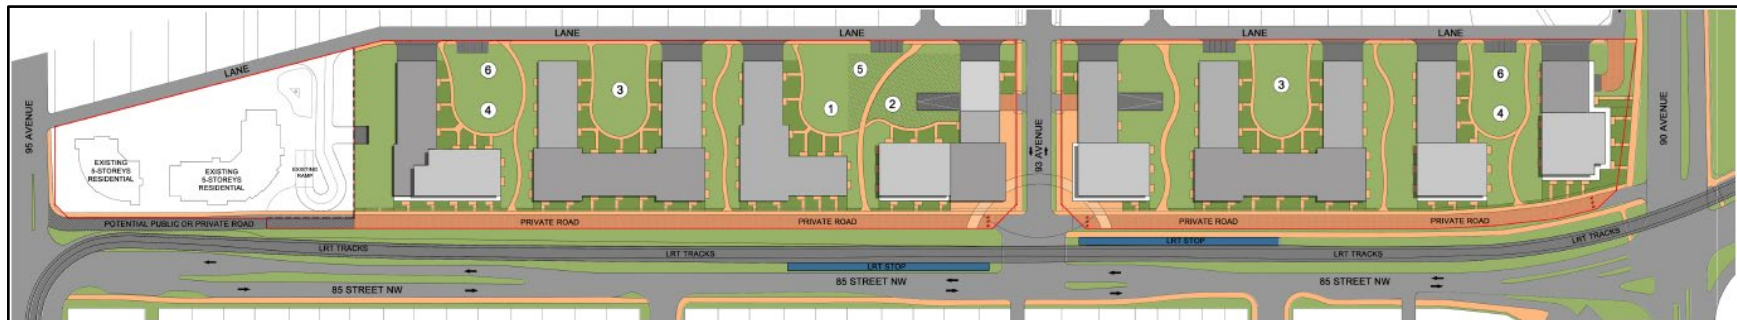 LANE
LANE
LANE
LANE
LANE
6
5
6
3
3
4
1
2
4
95 AVENUE
93 AVENUE
90 AVENUE
EXISTING
5-STOREYS
RESIDENTIAL
EXISTING
5-STOREYS
RESIDENTIAL
EXISTING
RAMP
POTENTIAL PUBLIC OR PRIVATE ROAD
PRIVATE ROAD
PRIVATE ROAD
PRIVATE ROAD
PRIVATE ROAD
LRT TRACKS
LRT TRACKS
LRT STOP
LRT TRACKS
LRT TRACKS
LRT STOP
85 STREET NW
85 STREET NW
85 STREET NW